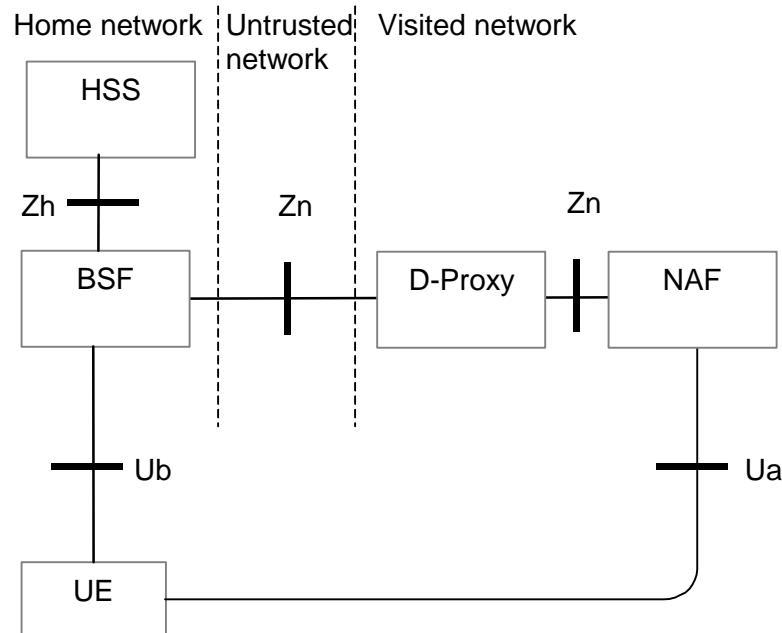 Home network
Untrusted
network
Visited network
HSS
Zh
Zn
Zn
BSF
D-Proxy
NAF
Ub
Ua
UE